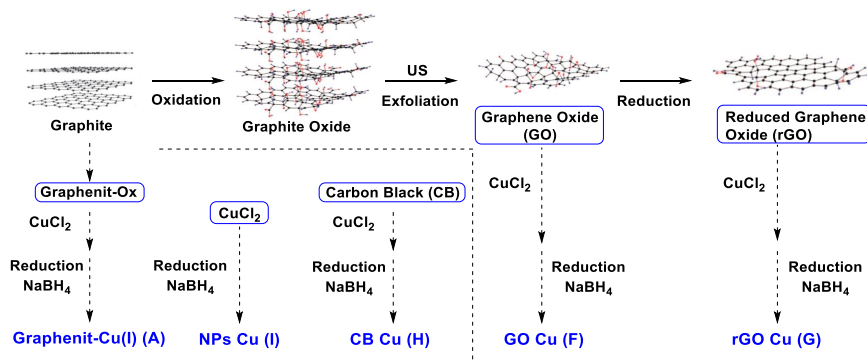 US
Oxidation
Exfoliation
Reduction
Graphite
Graphite Oxide
Graphene Oxide
(GO)
Reduced Graphene
Oxide (rGO)
Graphenit-Ox
CuCl2
Carbon Black (CB)
CuCl2
CuCl2
CuCl2
CuCl2
Reduction
NaBH4
Reduction
NaBH4
Reduction
NaBH4
Reduction
NaBH4
Reduction
NaBH4
Graphenit-Cu(I) (A)
NPs Cu (I)
CB Cu (H)
GO Cu (F)
rGO Cu (G)